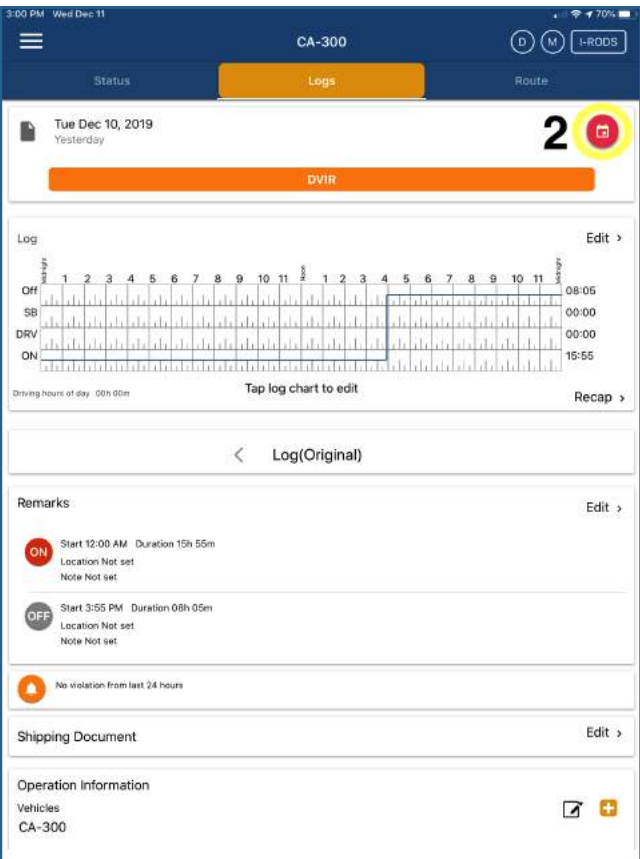 3:00 PM Wed Dec 11 70%
CA-300 D M I-RODS
Status Logs Route
Tue Dec 10, 2019
Yesterday
2
DVIR
Log Edit >
Midnight 1 2 3 4 5 6 7 8 9 10 11 Noon 1 2 3 4 5 6 7 8 9 10 11 Midnight
Off 08:05
SB 00:00
DRV 00:00
ON 15:55
Driving hours of day 00h 00m Tap log chart to edit Recap >
< Log(Original)
Remarks Edit >
ON Start 12:00 AM Duration 15h 55m
Location Not set
Note Not set
OFF Start 3:55 PM Duration 08h 05m
Location Not set
Note Not set
No violation from last 24 hours
Shipping Document Edit >
Operation Information
Vehicles
CA-300